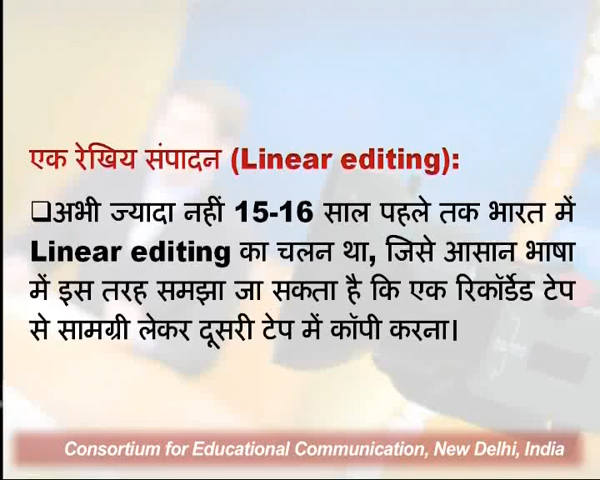 एक रेखिय संपादन (Linear editing):
❑अभी ज्यादा नहीं 15-16 साल पहले तक भारत में
Linear editing का चलन था, जिसे आसान भाषा
में इस तरह समझा जा सकता है कि एक रिकॉर्डेड टेप
से सामग्री लेकर दूसरी टेप में कॉपी करना।
Consortium for Educational Communication, New Delhi, India